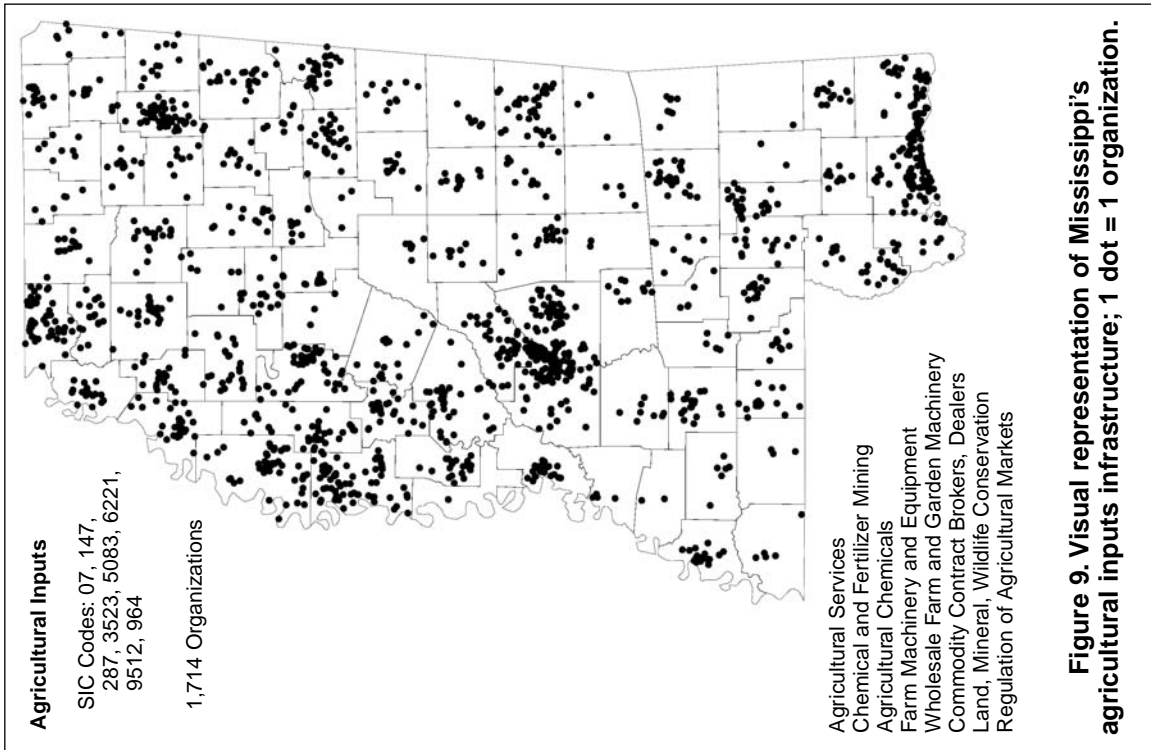 Agricultural Inputs
SIC Codes: 07, 147,
287, 3523, 5083, 6221,
9512, 964
1,714 Organizations
Agricultural Services
Chemical and Fertilizer Mining
Agricultural Chemicals
Farm Machinery and Equipment
Wholesale Farm and Garden Machinery
Commodity Contract Brokers, Dealers
Land, Mineral, Wildlife Conservation
Regulation of Agricultural Markets
Figure 9. Visual representation of Mississippi's
agricultural inputs infrastructure; 1 dot = 1 organization.